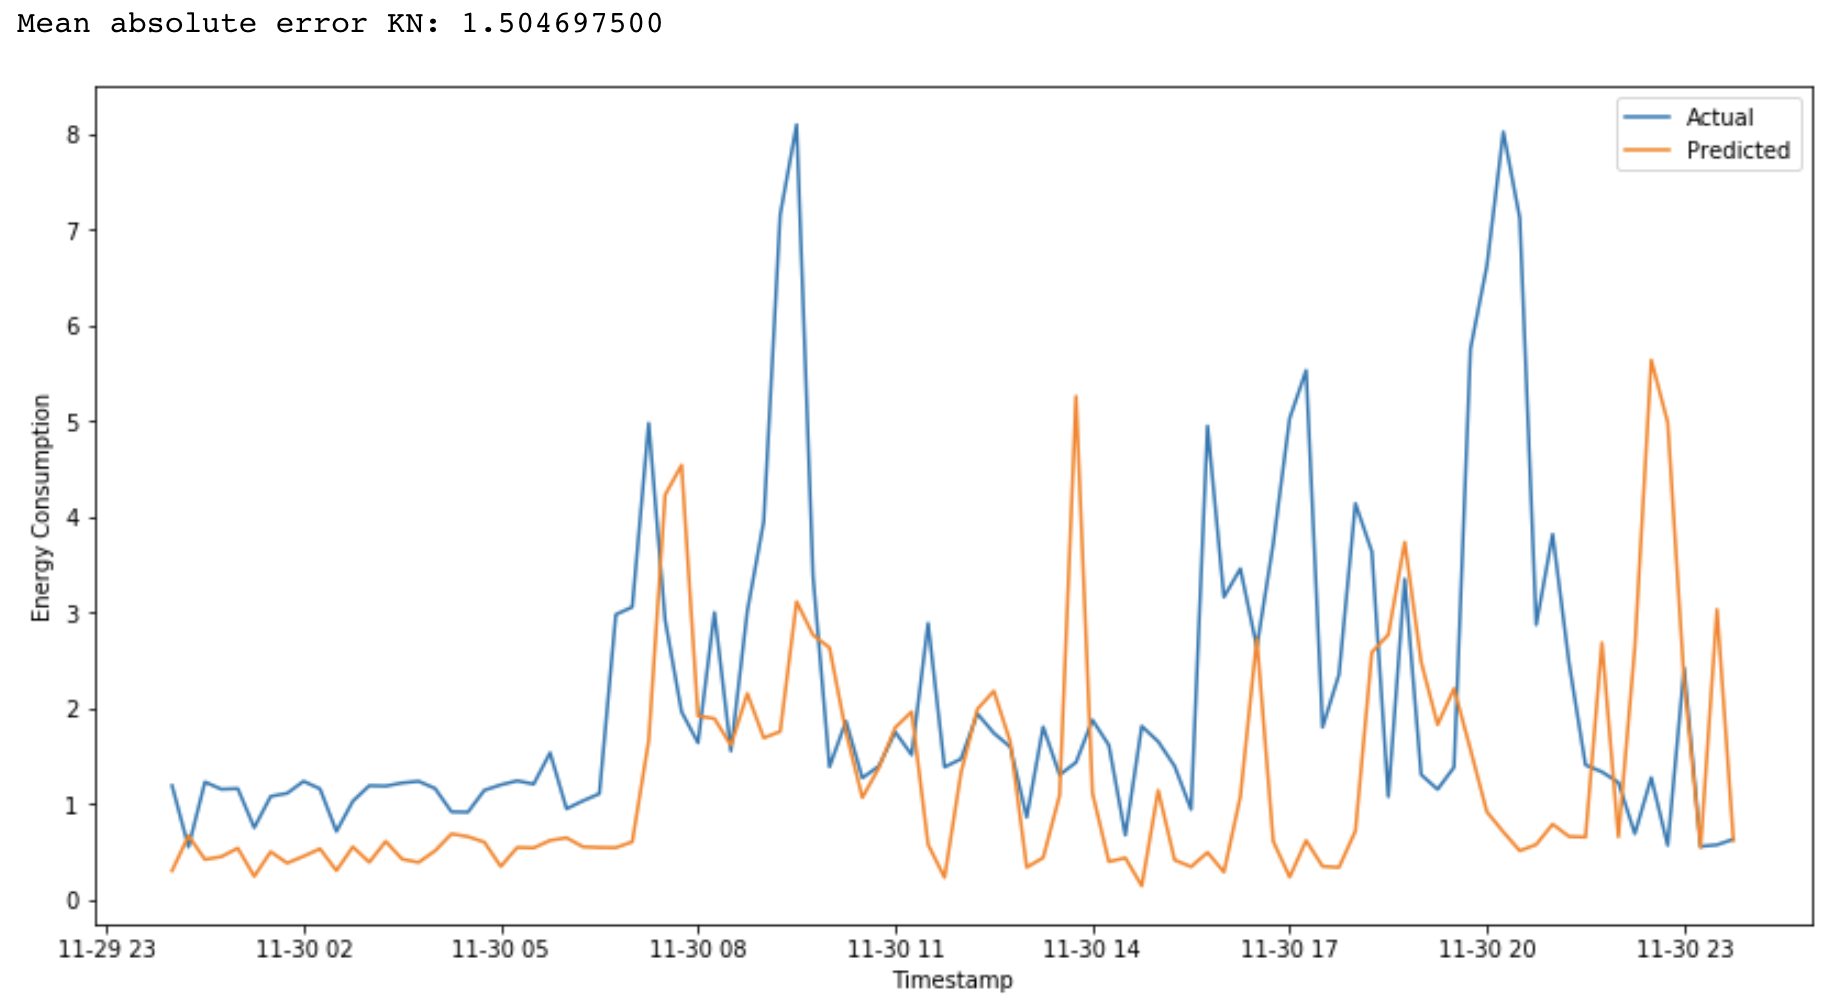 Mean absolute error KN: 1.504697500
Actual
Predicted
8
7
6
5
4
3
2
1
0
Energy Consumption
11-29 23 11-30 02 11-30 05 11-30 08 11-30 11 11-30 14 11-30 17 11-30 20 11-30 23
Timestamp